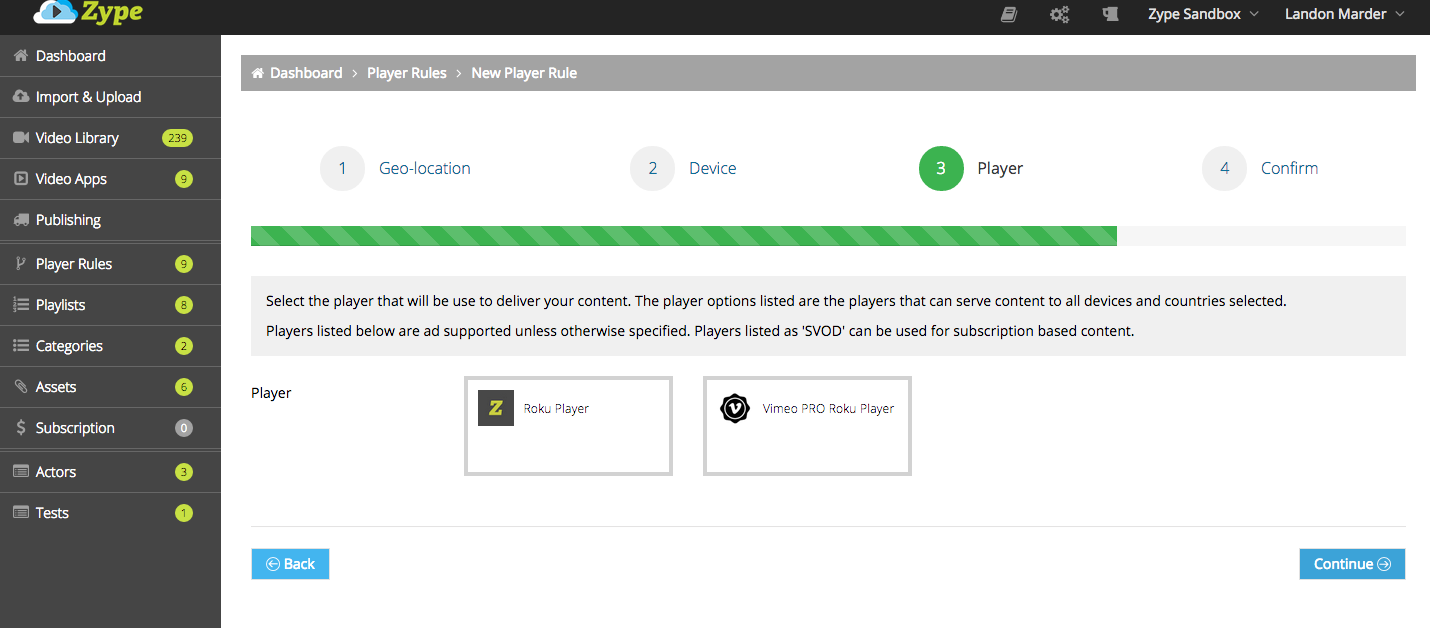 Zype
Zype Sandbox
Landon Marder
Dashboard
Import & Upload
Video Library 239
Video Apps 9
Publishing
Player Rules 9
Playlists 8
Categories 2
Assets 6
Subscription 0
Actors 3
Tests 1
Dashboard > Player Rules > New Player Rule
1 Geo-location
2 Device
3 Player
4 Confirm
Select the player that will be use to deliver your content. The player options listed are the players that can serve content to all devices and countries selected.
Players listed below are ad supported unless otherwise specified. Players listed as 'SVOD' can be used for subscription based content.
Player
Z Roku Player
V Vimeo PRO Roku Player
Back
Continue